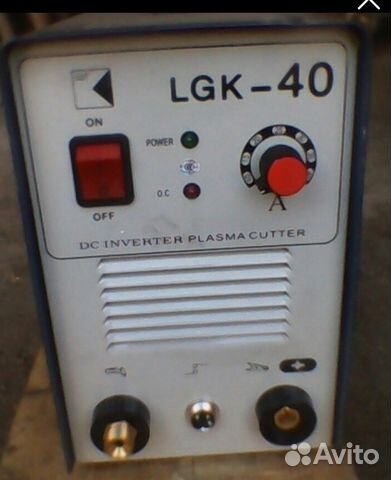 LGK-40
ON
POWER
O.C
OFF
A
DC INVERTER PLASMA CUTTER
Avito